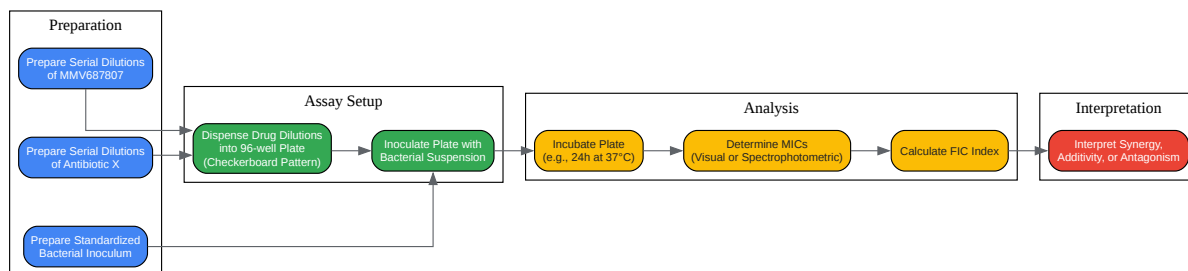 Preparation
Prepare Serial Dilutions
of MMV687807
Prepare Serial Dilutions
of Antibiotic X
Prepare Standardized
Bacterial Inoculum
Assay Setup
Dispense Drug Dilutions
into 96-well Plate
(Checkerboard Pattern)
Inoculate Plate with
Bacterial Suspension
Analysis
Incubate Plate
(e.g., 24h at 37°C)
Determine MICs
(Visual or Spectrophotometric)
Calculate FIC Index
Interpretation
Interpret Synergy,
Additivity, or Antagonism